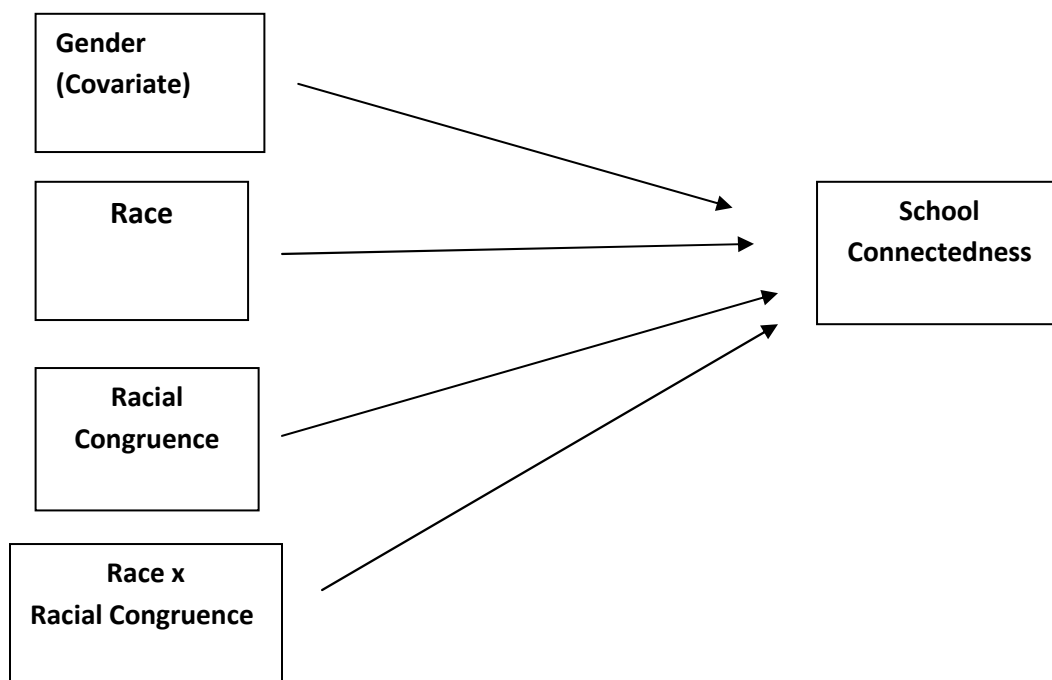 Gender
(Covariate)
Race
School
Connectedness
Racial
Congruence
Race x
Racial Congruence